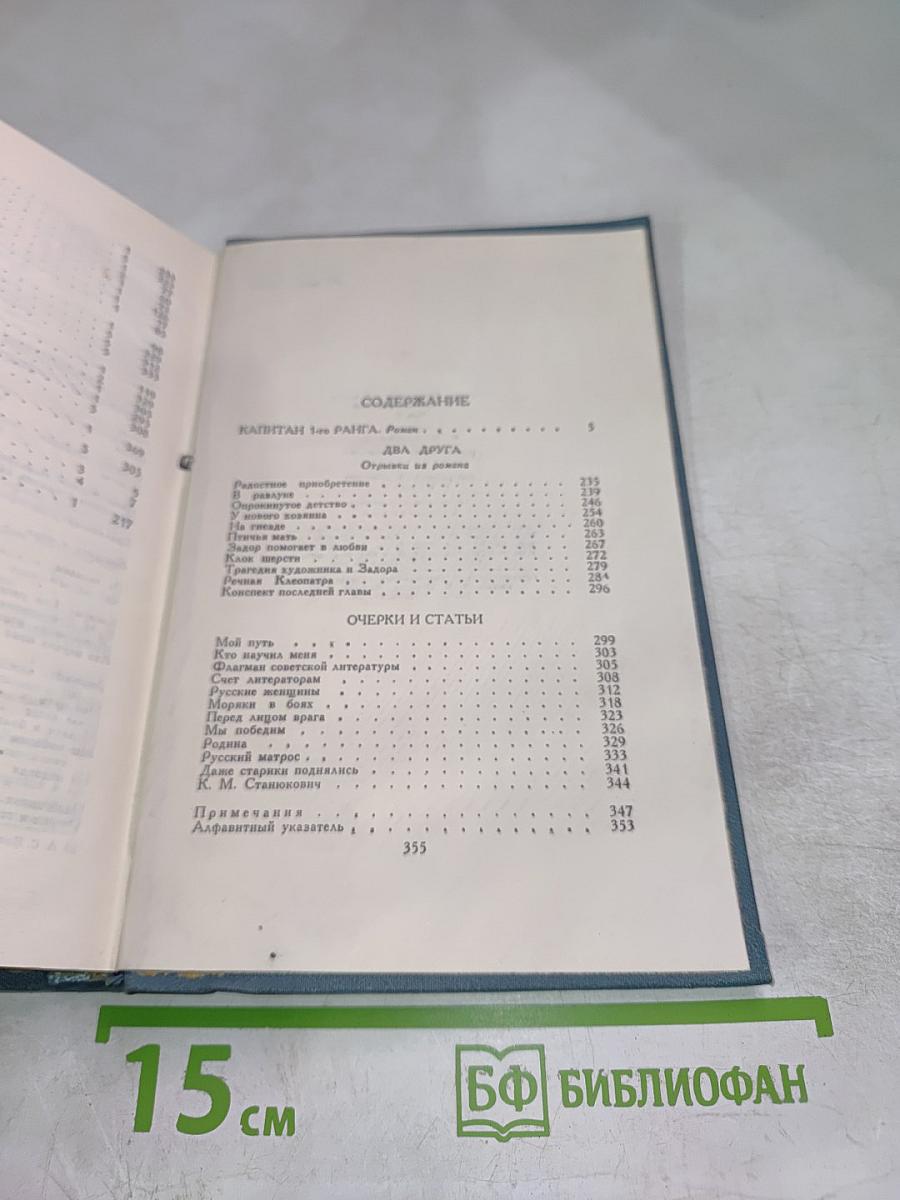 217
СОДЕРЖАНИЕ
КАПИТАН 1-го РАНГА. Роман . . . . . . . . . . 5
ДВА ДРУГА
Отрывки из романа
Радостное приобретение . . . . . . . . . . 235
В разлуке . . . . . . . . . . 239
Опрокинутое детство . . . . . . . . . . 246
У нового хозяина . . . . . . . . . . 254
На гнезде . . . . . . . . . . 260
Птичья мать . . . . . . . . . . 263
Задор помогает в любви . . . . . . . . . . 267
Клок шерсти . . . . . . . . . . 272
Трагедия художника и Задора . . . . . . . . . . 279
Речная Клеопатра . . . . . . . . . . 284
Конспект последней главы . . . . . . . . . . 296
ОЧЕРКИ И СТАТЬИ
Мой путь . . . . . . . . . . 299
Кто научил меня . . . . . . . . . . 303
Флагман советской литературы . . . . . . . . . . 305
Счет литераторам . . . . . . . . . . 308
Русские женщины . . . . . . . . . . 312
Моряки в боях . . . . . . . . . . 318
Перед лицом врага . . . . . . . . . . 323
Мы победим . . . . . . . . . . 326
Родина . . . . . . . . . . 329
Русский матрос . . . . . . . . . . 333
Даже старики поднялись . . . . . . . . . . 341
К. М. Станюкович . . . . . . . . . . 344
Примечания . . . . . . . . . . 347
Алфавитный указатель . . . . . . . . . . 353
355
15 см
БФ БИБЛИОФАН